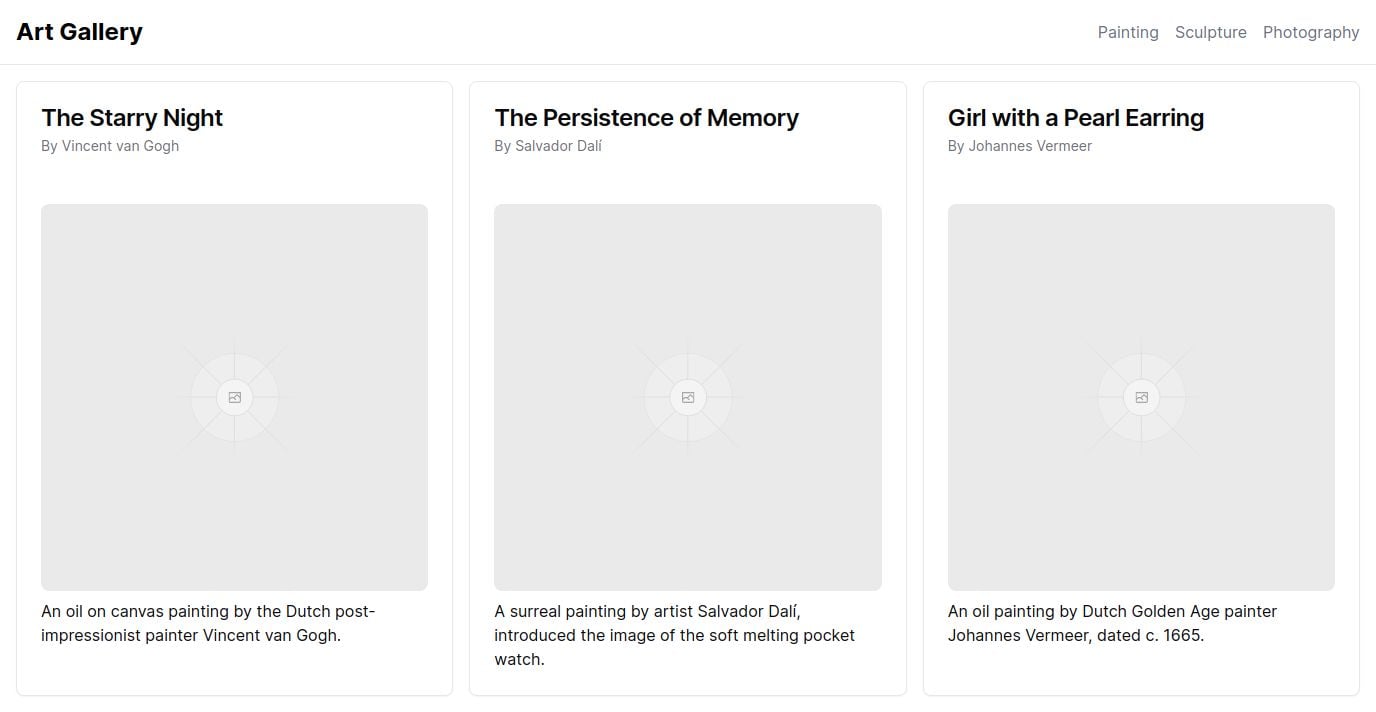 Art Gallery
Painting Sculpture Photography
The Starry Night
By Vincent van Gogh
An oil on canvas painting by the Dutch post-
impressionist painter Vincent van Gogh.
The Persistence of Memory
By Salvador Dalí
A surreal painting by artist Salvador Dalí,
introduced the image of the soft melting pocket
watch.
Girl with a Pearl Earring
By Johannes Vermeer
An oil painting by Dutch Golden Age painter
Johannes Vermeer, dated c. 1665.